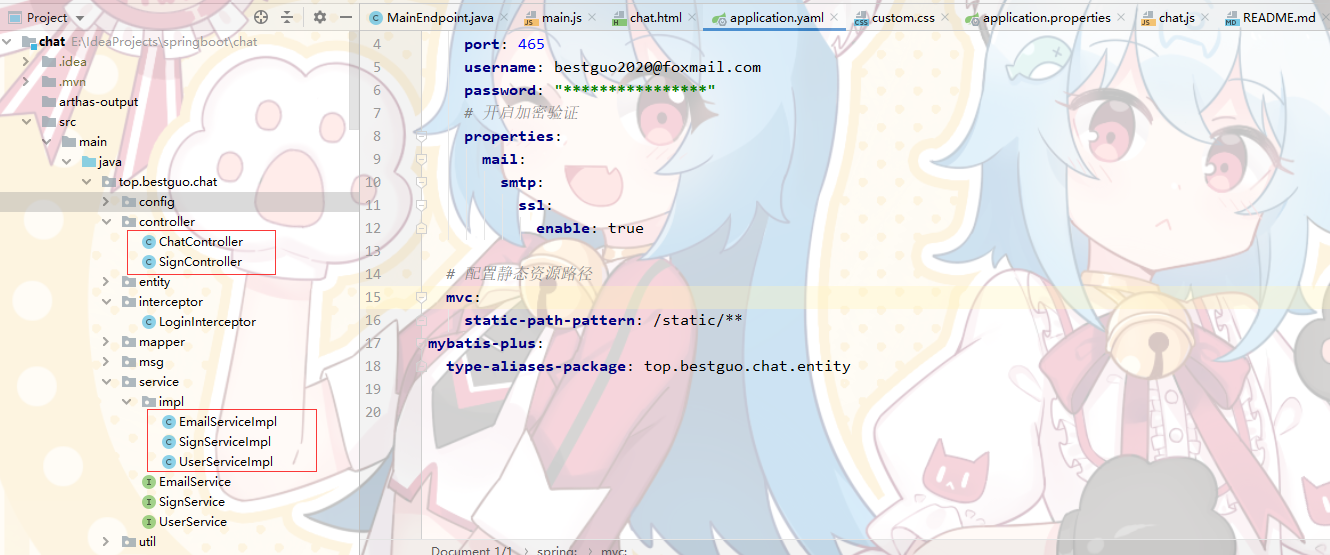 Project
MainEndpoint.java
main.js
chat.html
application.yaml
custom.css
application.properties
chat.js
README.md
chat E:\IdeaProjects\springboot\chat
.idea
.mvn
arthas-output
src
main
java
top.bestguo.chat
config
controller
ChatController
SignController
entity
interceptor
LoginInterceptor
mapper
msg
service
impl
EmailServiceImpl
SignServiceImpl
UserServiceImpl
EmailService
SignService
UserService
util
4 port: 465
5 username: bestguo2020@foxmail.com
6 password: "****************"
7 # 开启加密验证
8 properties:
9 mail:
10 smtp:
11 ssl:
12 enable: true
13
14 # 配置静态资源路径
15 mvc:
16 static-path-pattern: /static/**
17 mybatis-plus:
18 type-aliases-package: top.bestguo.chat.entity
19
20
Document 1/1 › spring: › mvc: